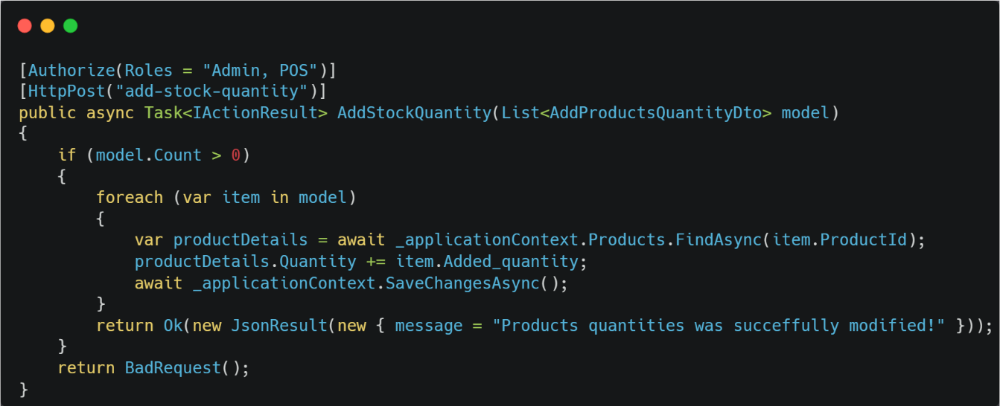 [Authorize(Roles = "Admin, POS")]
[HttpPost("add-stock-quantity")]
public async Task<IActionResult> AddStockQuantity(List<AddProductsQuantityDto> model)
{
    if (model.Count > 0)
    {
        foreach (var item in model)
        {
            var productDetails = await _applicationContext.Products.FindAsync(item.ProductId);
            productDetails.Quantity += item.Added_quantity;
            await _applicationContext.SaveChangesAsync();
        }
        return Ok(new JsonResult(new { message = "Products quantities was succeffully modified!" }));
    }
    return BadRequest();
}